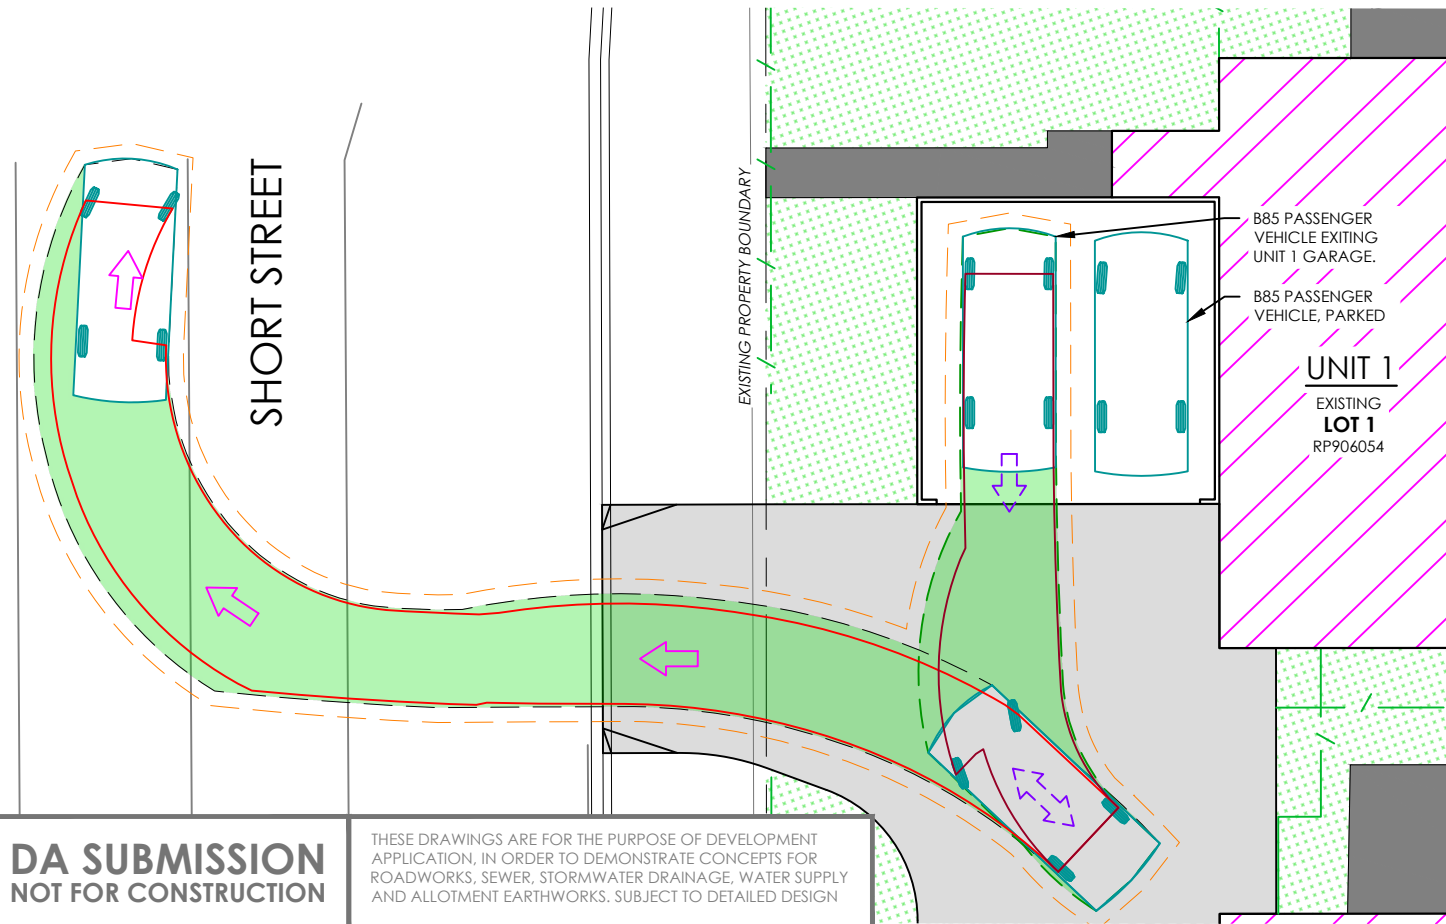 SHORT STREET
EXISTING PROPERTY BOUNDARY
B85 PASSENGER
VEHICLE EXITING
UNIT 1 GARAGE.
B85 PASSENGER
VEHICLE, PARKED
UNIT 1
EXISTING
LOT 1
RP906054
DA SUBMISSION
NOT FOR CONSTRUCTION
THESE DRAWINGS ARE FOR THE PURPOSE OF DEVELOPMENT
APPLICATION, IN ORDER TO DEMONSTRATE CONCEPTS FOR
ROADWORKS, SEWER, STORMWATER DRAINAGE, WATER SUPPLY
AND ALLOTMENT EARTHWORKS. SUBJECT TO DETAILED DESIGN